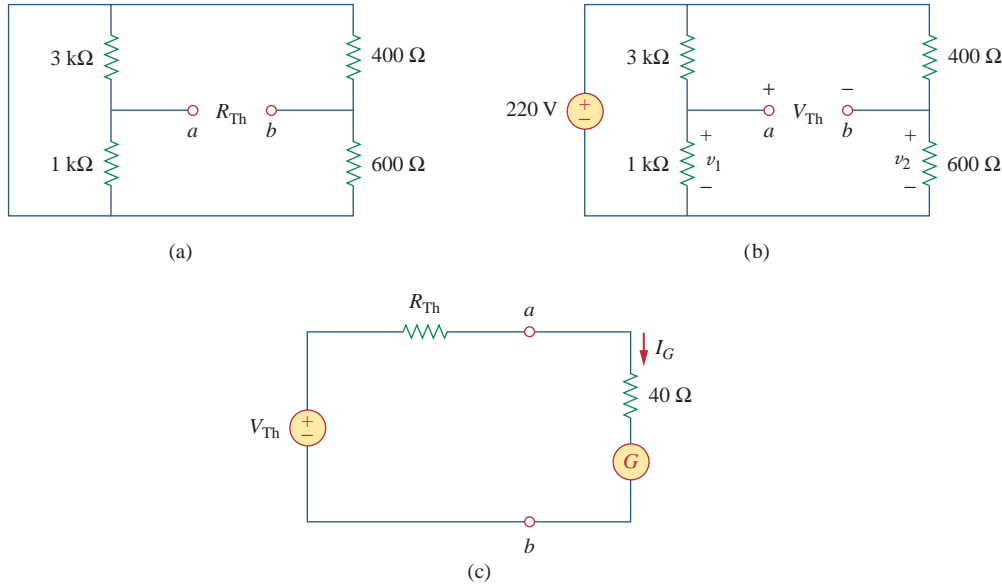 3 kΩ
400 Ω
R_Th
a
b
1 kΩ
600 Ω
(a)
220 V
+
−
3 kΩ
400 Ω
+
−
V_Th
a
b
1 kΩ
+
v_1
−
+
v_2
−
600 Ω
(b)
R_Th
a
I_G
40 Ω
V_Th
+
−
G
b
(c)